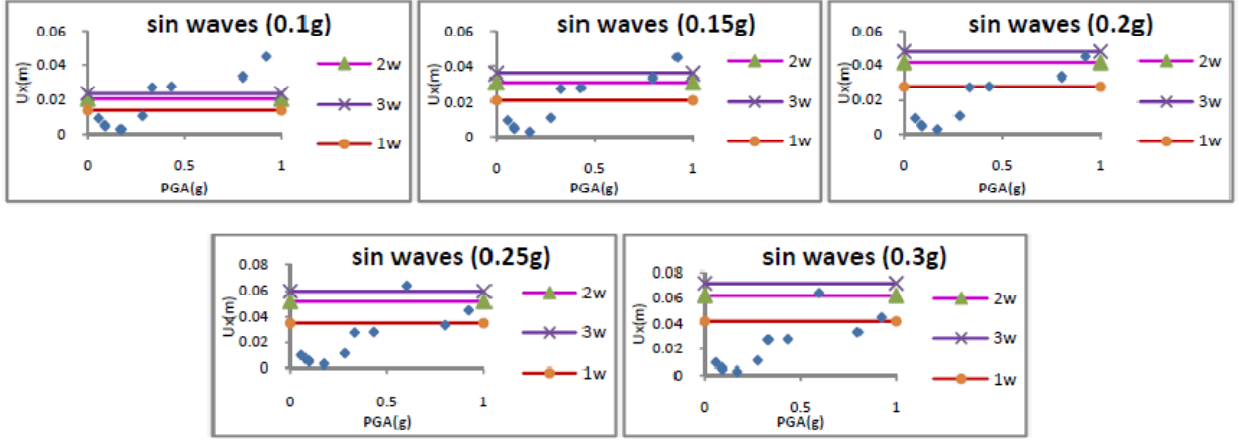 sin waves (0.1g)
0.06
0.04
0.02
0
Ux(m)
0
0.5
1
PGA(g)
2w
3w
1w
sin waves (0.15g)
0.06
0.04
0.02
0
Ux(m)
0
0.5
1
PGA(g)
2w
3w
1w
sin waves (0.2g)
0.06
0.04
0.02
0
Ux(m)
0
0.5
1
PGA(g)
2w
3w
1w
sin waves (0.25g)
0.08
0.06
0.04
0.02
0
Ux(m)
0
0.5
1
PGA(g)
2w
3w
1w
sin waves (0.3g)
0.08
0.06
0.04
0.02
0
Ux(m)
0
0.5
1
PGA(g)
2w
3w
1w